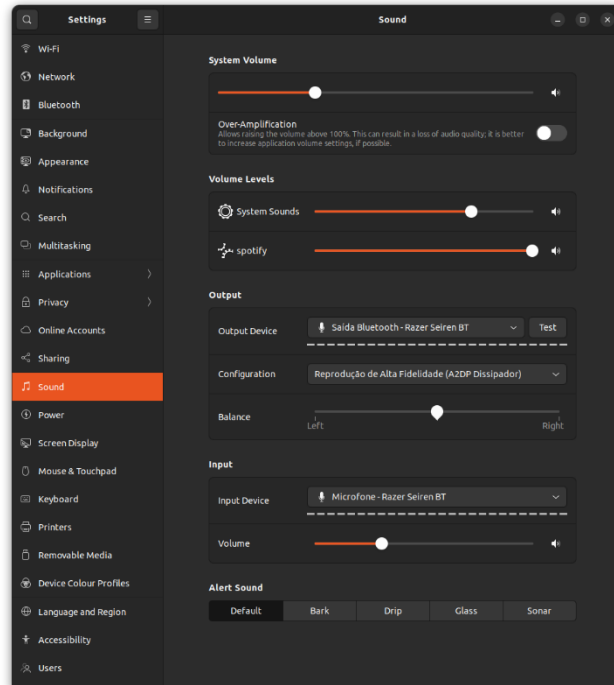 Settings
Sound
Wi-Fi
Network
Bluetooth
Background
Appearance
Notifications
Search
Multitasking
Applications
Privacy
Online Accounts
Sharing
Sound
Power
Screen Display
Mouse & Touchpad
Keyboard
Printers
Removable Media
Device Colour Profiles
Language and Region
Accessibility
Users
System Volume
Over-Amplification
Allows raising the volume above 100%. This can result in a loss of audio quality; it is better
to increase application volume settings, if possible.
Volume Levels
System Sounds
spotify
Output
Output Device
Saída Bluetooth - Razer Seiren BT
Test
Configuration
Reprodução de Alta Fidelidade (A2DP Dissipador)
Balance
Left
Right
Input
Input Device
Microfone - Razer Seiren BT
Volume
Alert Sound
Default
Bark
Drip
Glass
Sonar